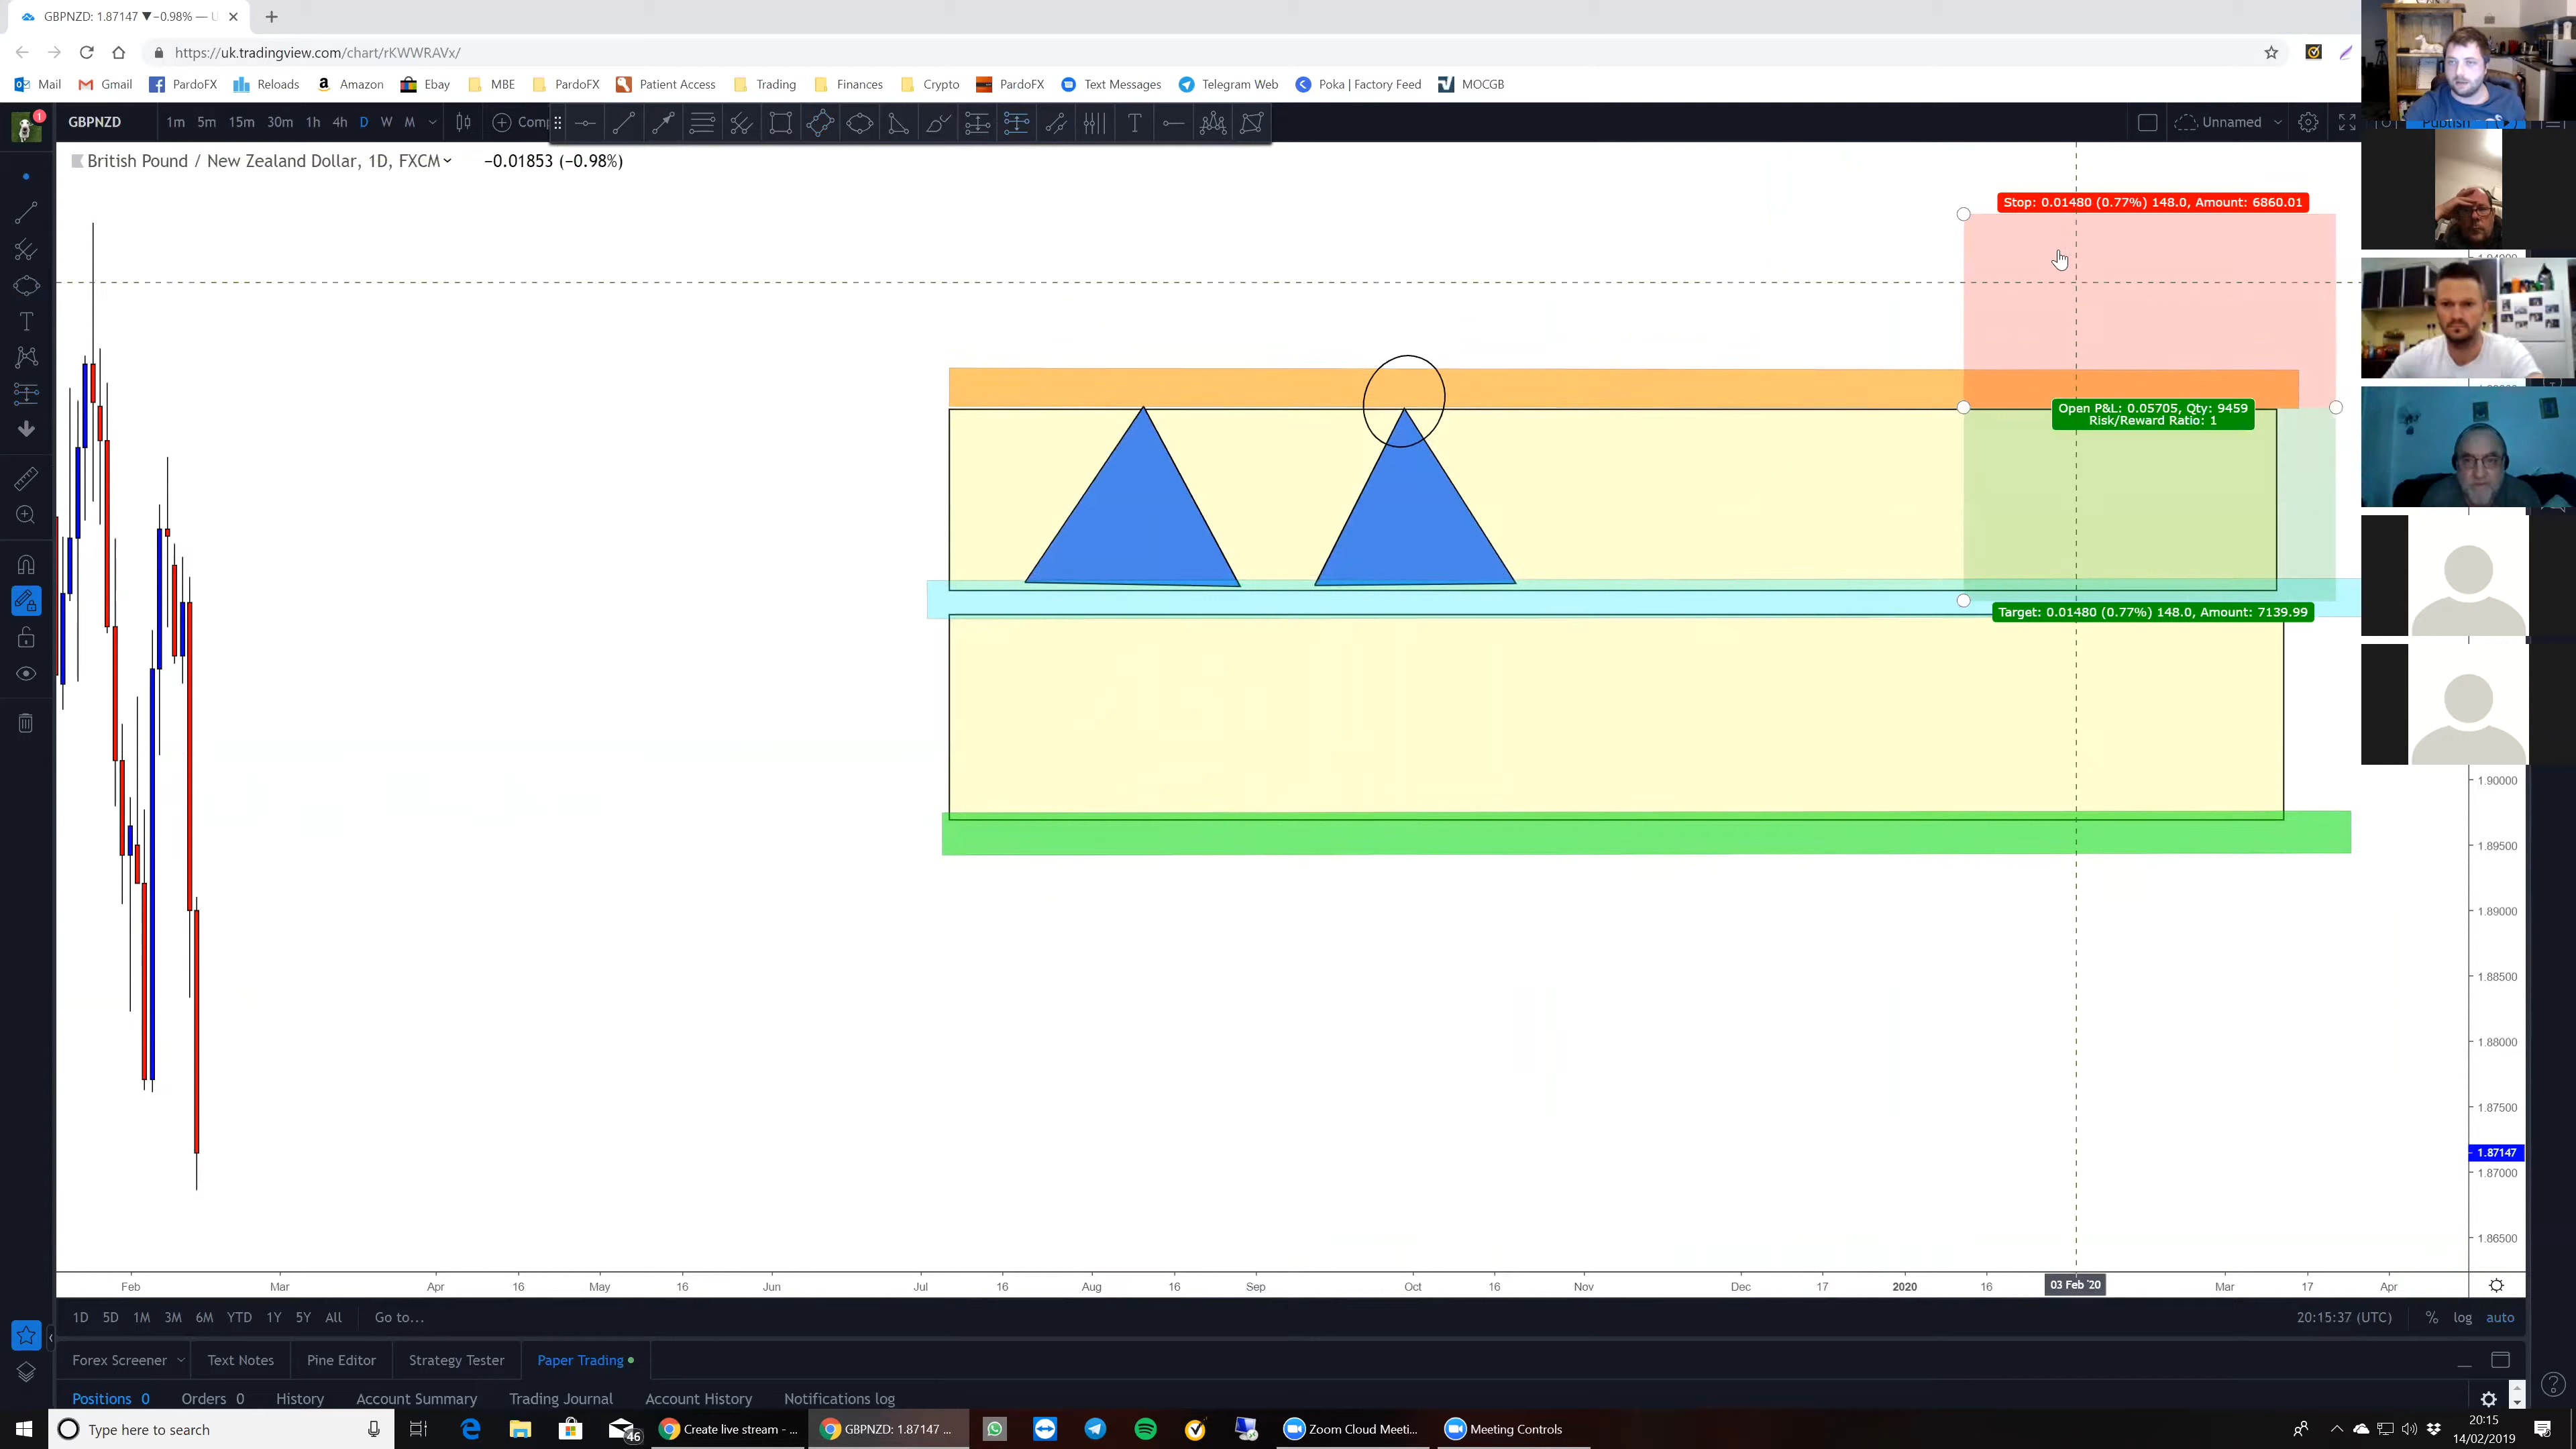 GBPNZD: 1.87147 ▼−0.98% —
https://uk.tradingview.com/chart/rKWWRAVx/
Mail Gmail PardoFX Reloads Amazon Ebay MBE PardoFX Patient Access Trading Finances Crypto PardoFX Text Messages Telegram Web Poka | Factory Feed MOCGB
1 GBPNZD 1m 5m 15m 30m 1h 4h D W M Comp Unnamed Publish
British Pound / New Zealand Dollar, 1D, FXCM −0.01853 (−0.98%)
Stop: 0.01480 (0.77%) 148.0, Amount: 6860.01
Open P&L: 0.05705, Qty: 9459
Risk/Reward Ratio: 1
Target: 0.01480 (0.77%) 148.0, Amount: 7139.99
1.90000
1.89500
1.89000
1.88500
1.88000
1.87500
1.87147
1.87000
1.86500
Feb Mar Apr 16 May 16 Jun Jul 16 Aug 16 Sep Oct 16 Nov Dec 17 2020 16 03 Feb '20 Mar 17 Apr
1D 5D 1M 3M 6M YTD 1Y 5Y All Go to... 20:15:37 (UTC) % log auto
Forex Screener Text Notes Pine Editor Strategy Tester Paper Trading
Positions 0 Orders 0 History Account Summary Trading Journal Account History Notifications log
Type here to search 46 Create live stream - ... GBPNZD: 1.87147 ... Zoom Cloud Meeti... Meeting Controls 20:15
14/02/2019